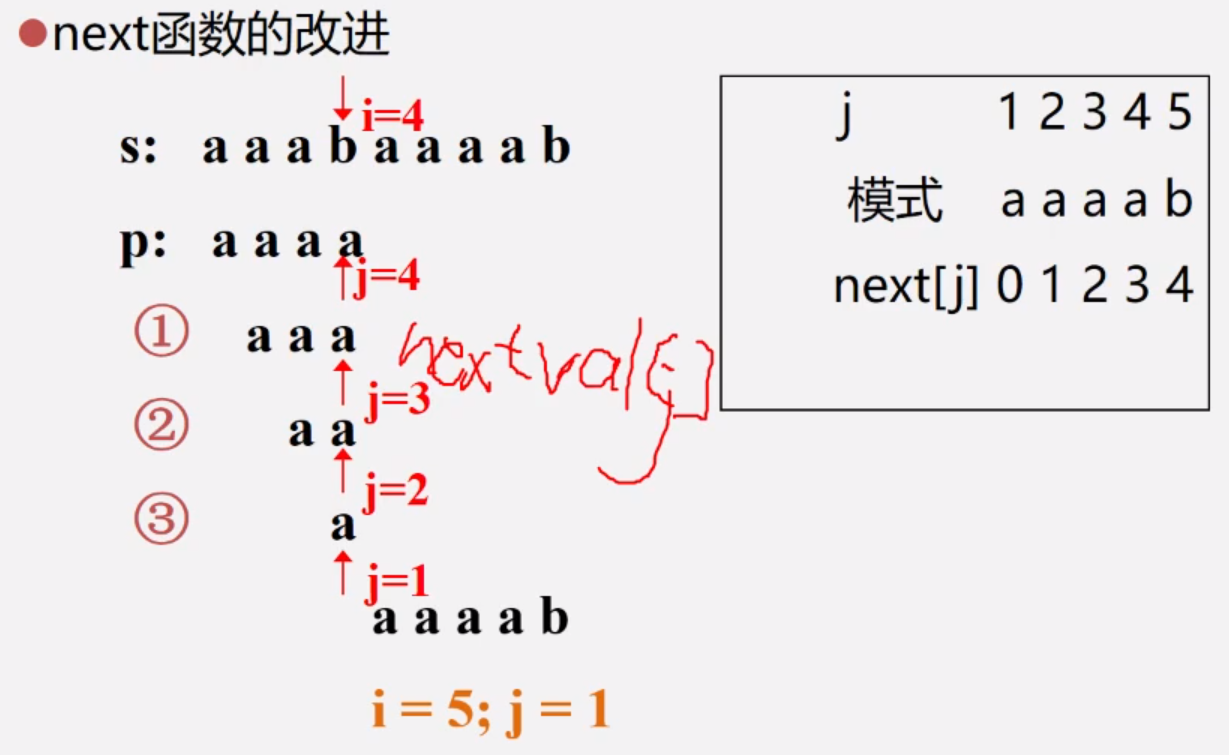 ●next函数的改进
i=4
s: a a a b a a a a b
p: a a a a
j=4
① a a a
j=3
② a a
j=2
③ a
j=1
a a a a b
i = 5; j = 1
nextval[j]
j 1 2 3 4 5
模式 a a a a b
next[j] 0 1 2 3 4